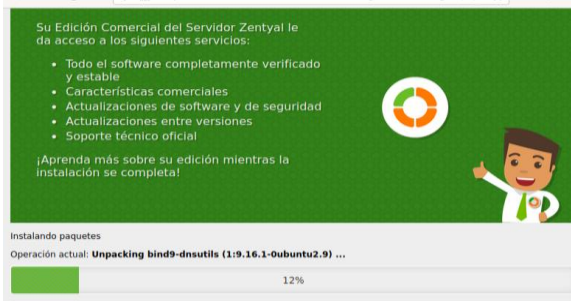 Su Edición Comercial del Servidor Zentyal le
da acceso a los siguientes servicios:
• Todo el software completamente verificado
y estable
• Características comerciales
• Actualizaciones de software y de seguridad
• Actualizaciones entre versiones
• Soporte técnico oficial
¡Aprenda más sobre su edición mientras la
instalación se completa!
Instalando paquetes
Operación actual: Unpacking bind9-dnsutils (1:9.16.1-0ubuntu2.9) ...
12%